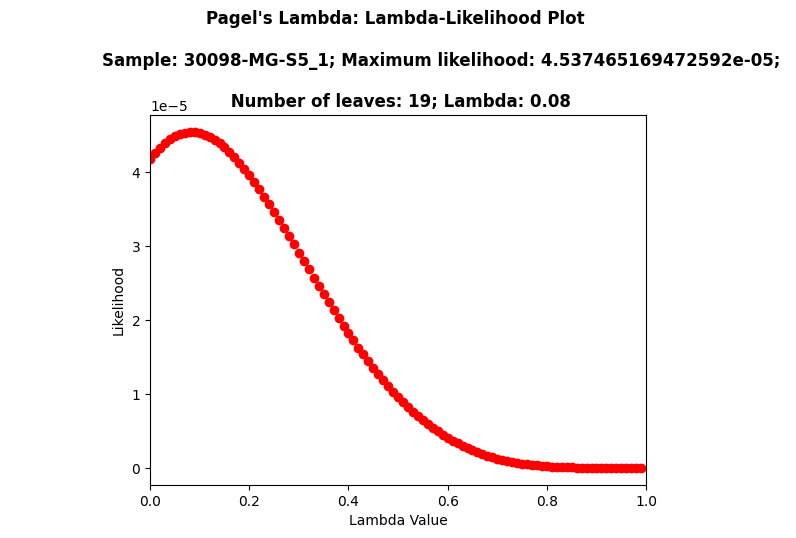 Pagel's Lambda: Lambda-Likelihood Plot
Sample: 30098-MG-S5_1; Maximum likelihood: 4.537465169472592e-05;
Number of leaves: 19; Lambda: 0.08
1e−5
4
3
2
1
0
Likelihood
0.0 0.2 0.4 0.6 0.8 1.0
Lambda Value